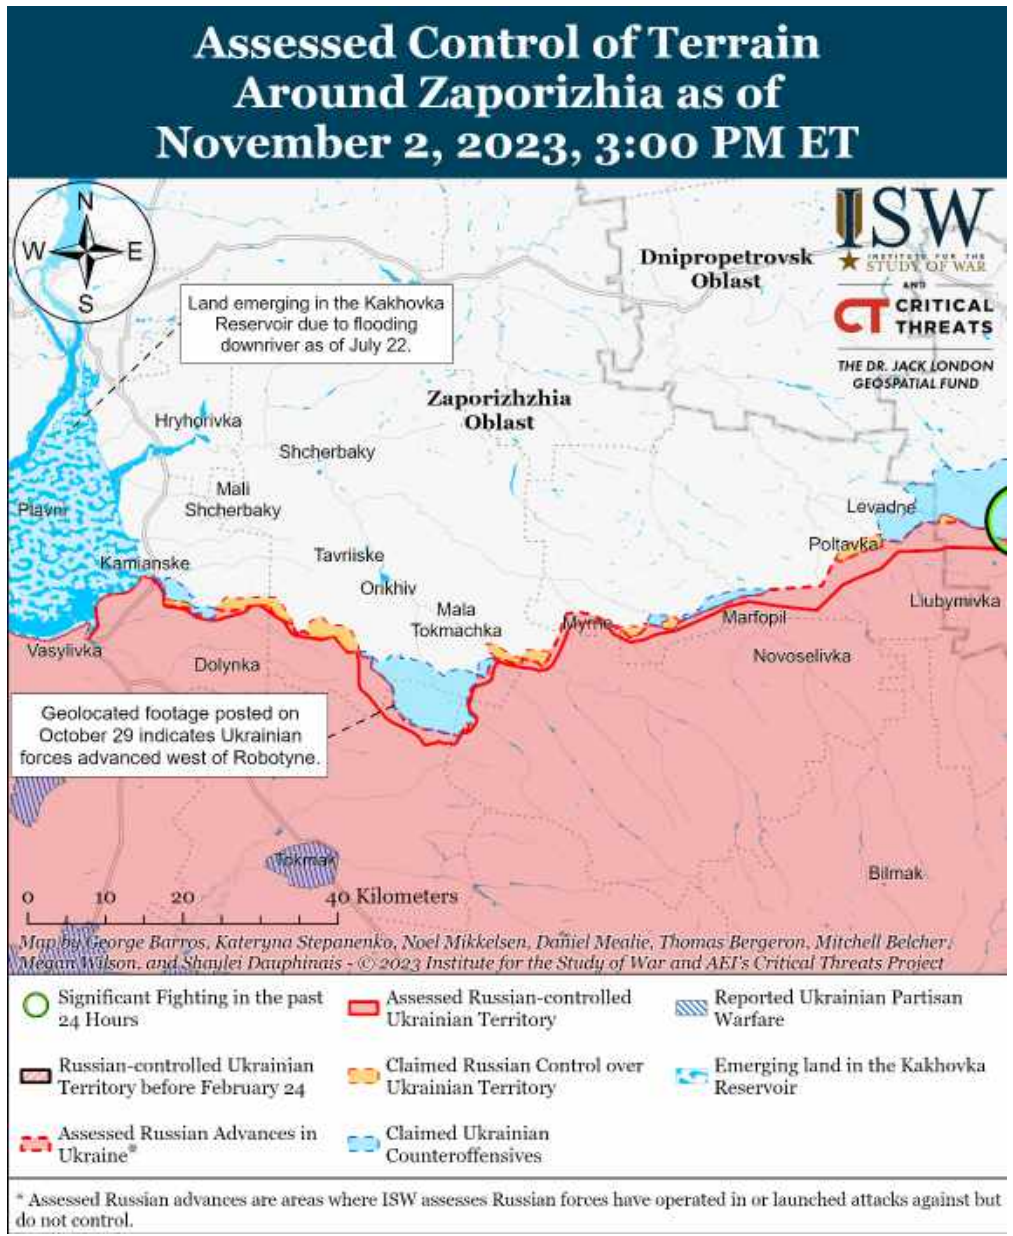 Assessed Control of Terrain
Around Zaporizhia as of
November 2, 2023, 3:00 PM ET
N
W
E
S
Land emerging in the Kakhovka
Reservoir due to flooding
downriver as of July 22.
ISW
INSTITUTE FOR THE
STUDY OF WAR
AND
CT CRITICAL
THREATS
THE DR. JACK LONDON
GEOSPATIAL FUND
Dnipropetrovsk
Oblast
Zaporizhzhia
Oblast
Hryhorivka
Shcherbaky
Mali
Shcherbaky
Plavni
Levadne
Poltavka
Kamianske
Tavriiske
Orikhiv
Mala
Tokmachka
Myrne
Marfopil
Liubymivka
Vasylivka
Dolynka
Novoselivka
Geolocated footage posted on
October 29 indicates Ukrainian
forces advanced west of Robotyne.
Tokmak
Bilmak
0 10 20 40 Kilometers
Map by George Barros, Kateryna Stepanenko, Noel Mikkelsen, Daniel Mealie, Thomas Bergeron, Mitchell Belcher,
Megan Wilson, and Shaylei Dauphinais - © 2023 Institute for the Study of War and AEI's Critical Threats Project
Significant Fighting in the past
24 Hours
Russian-controlled Ukrainian
Territory before February 24
Assessed Russian Advances in
Ukraine*
Assessed Russian-controlled
Ukrainian Territory
Claimed Russian Control over
Ukrainian Territory
Claimed Ukrainian
Counteroffensives
Reported Ukrainian Partisan
Warfare
Emerging land in the Kakhovka
Reservoir
* Assessed Russian advances are areas where ISW assesses Russian forces have operated in or launched attacks against but
do not control.